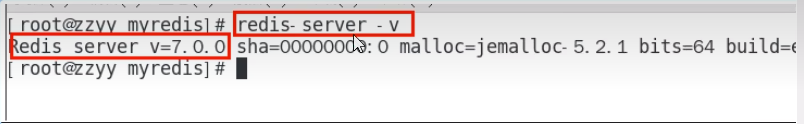 [root@zzyy myredis]# redis-server -v
Redis server v=7.0.0 sha=00000000:0 malloc=jemalloc-5.2.1 bits=64 build=e
[root@zzyy myredis]#